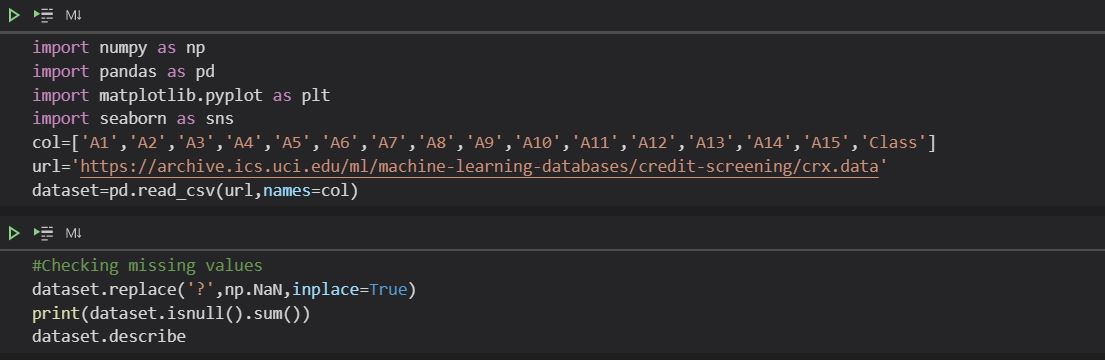 M↓
import numpy as np
import pandas as pd
import matplotlib.pyplot as plt
import seaborn as sns
col=['A1','A2','A3','A4','A5','A6','A7','A8','A9','A10','A11','A12','A13','A14','A15','Class']
url='https://archive.ics.uci.edu/ml/machine-learning-databases/credit-screening/crx.data'
dataset=pd.read_csv(url,names=col)
M↓
#Checking missing values
dataset.replace('?',np.NaN,inplace=True)
print(dataset.isnull().sum())
dataset.describe